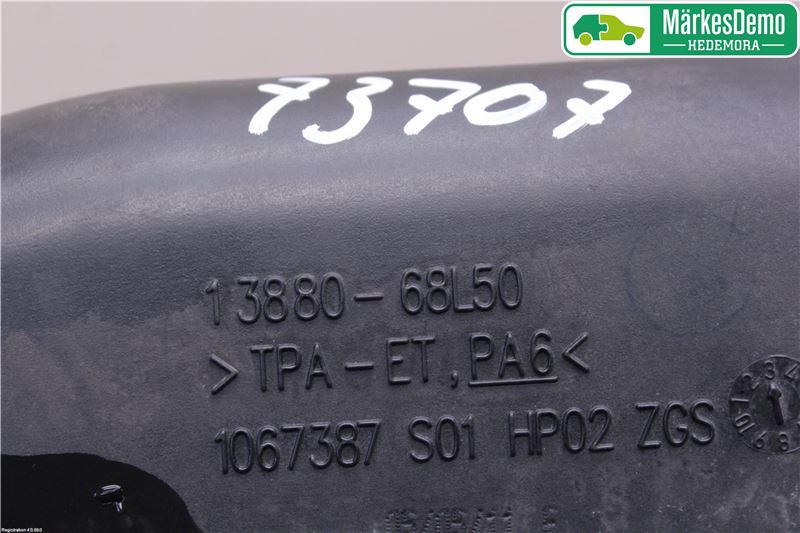 MärkesDemo
HEDEMORA
73707
13880-68L50
>TPA-ET, PA6<
1067387 S01 HP02 ZGS